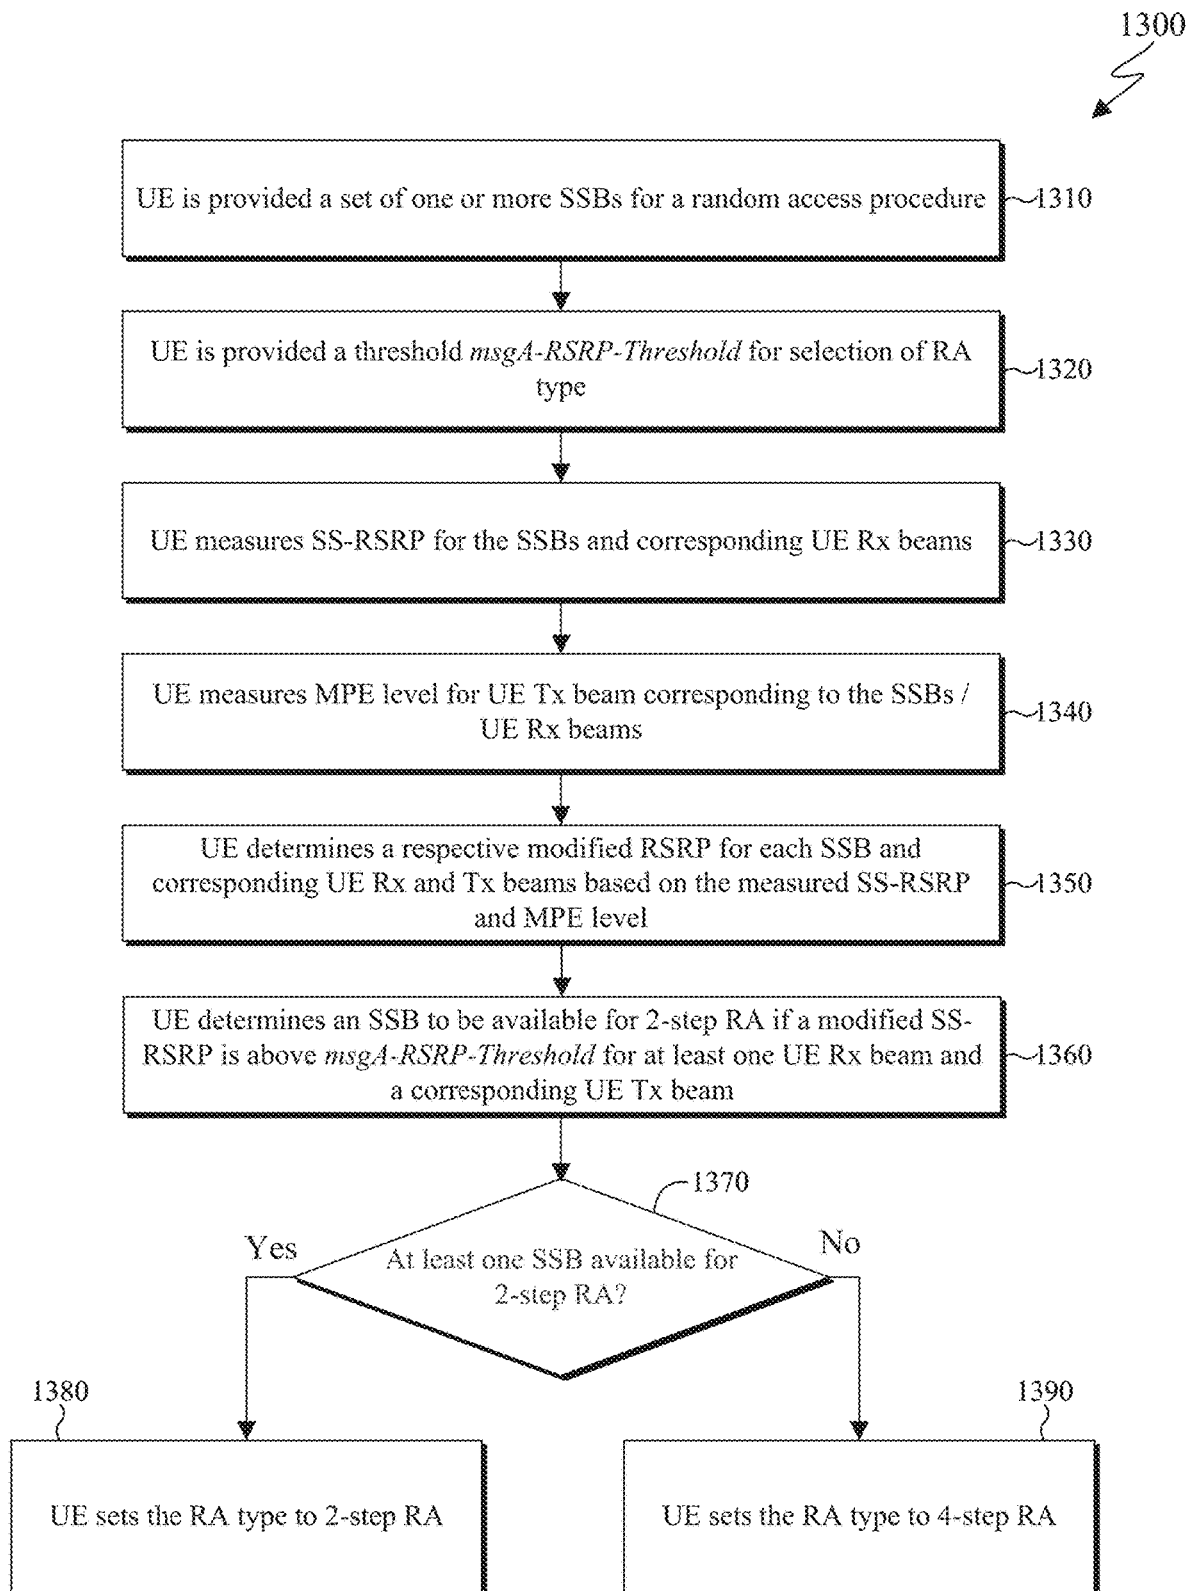 1300
UE is provided a set of one or more SSBs for a random access procedure
1310
UE is provided a threshold msgA-RSRP-Threshold for selection of RA
type
1320
UE measures SS-RSRP for the SSBs and corresponding UE Rx beams
1330
UE measures MPE level for UE Tx beam corresponding to the SSBs /
UE Rx beams
1340
UE determines a respective modified RSRP for each SSB and
corresponding UE Rx and Tx beams based on the measured SS-RSRP
and MPE level
1350
UE determines an SSB to be available for 2-step RA if a modified SS-
RSRP is above msgA-RSRP-Threshold for at least one UE Rx beam and
a corresponding UE Tx beam
1360
1370
Yes
No
At least one SSB available for
2-step RA?
1380
1390
UE sets the RA type to 2-step RA
UE sets the RA type to 4-step RA